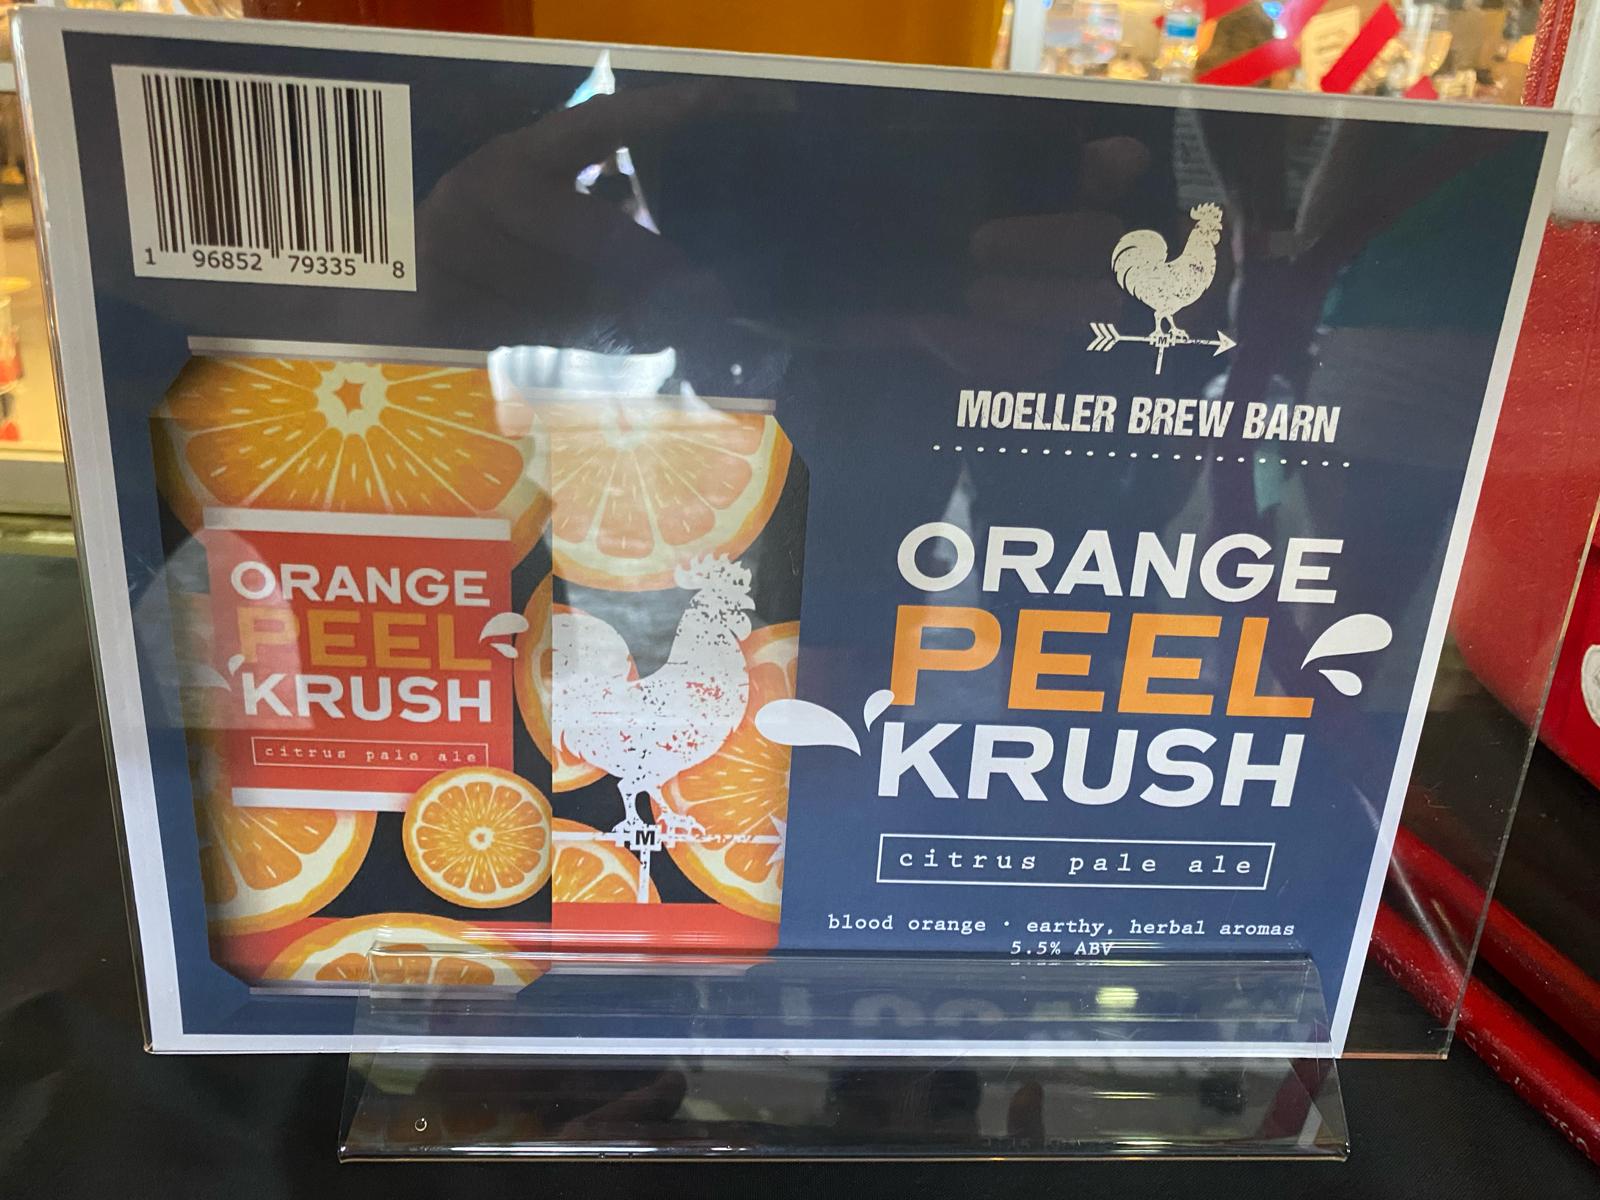 1 96852 79335 8
MOELLER BREW BARN
ORANGE
PEEL
KRUSH
citrus pale ale
blood orange · earthy, herbal aromas
5.5% ABV
ORANGE
PEEL
KRUSH
citrus pale ale
M
M